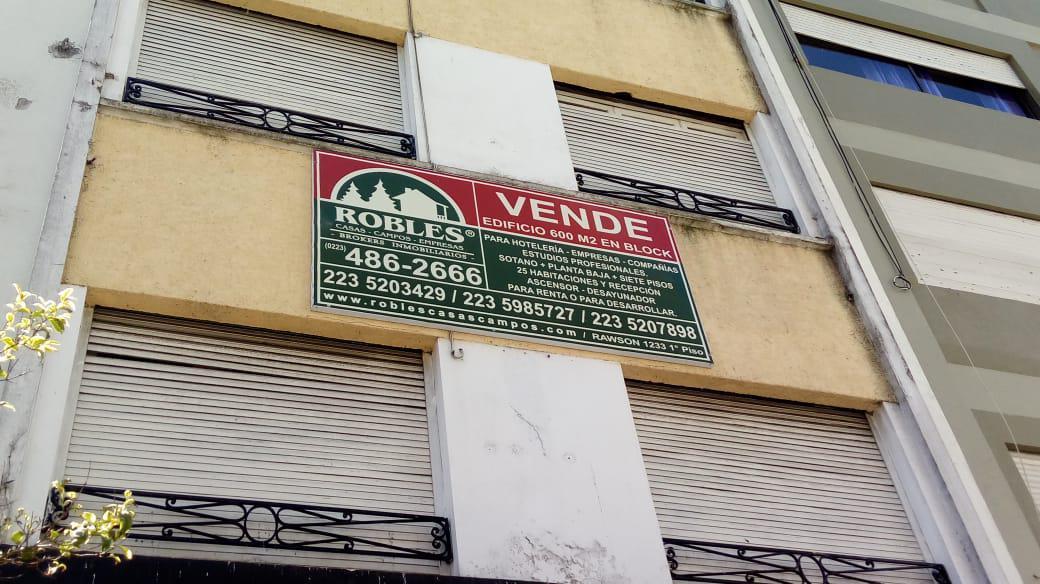 ROBLES®
CASAS - CAMPOS - EMPRESAS
BROKERS INMOBILIARIOS
(0223)
486-2666
VENDE
EDIFICIO 600 M2 EN BLOCK
PARA HOTELERÍA - EMPRESAS - COMPAÑÍAS
ESTUDIOS PROFESIONALES.
SOTANO + PLANTA BAJA + SIETE PISOS
25 HABITACIONES Y RECEPCIÓN
ASCENSOR - DESAYUNADOR
PARA RENTA O PARA DESARROLLAR.
223 5203429 / 223 5985727 / 223 5207898
www.roblescasascampos.com / RAWSON 1233 1° Piso